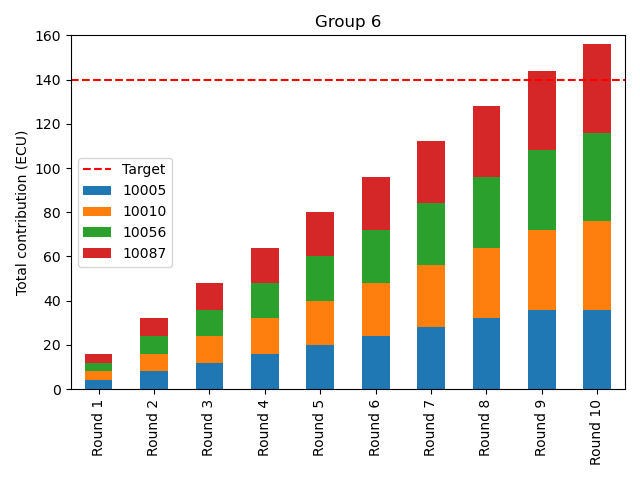 Group 6
Total contribution (ECU)
160
140
120
100
80
60
40
20
0
Target
10005
10010
10056
10087
Round 1
Round 2
Round 3
Round 4
Round 5
Round 6
Round 7
Round 8
Round 9
Round 10